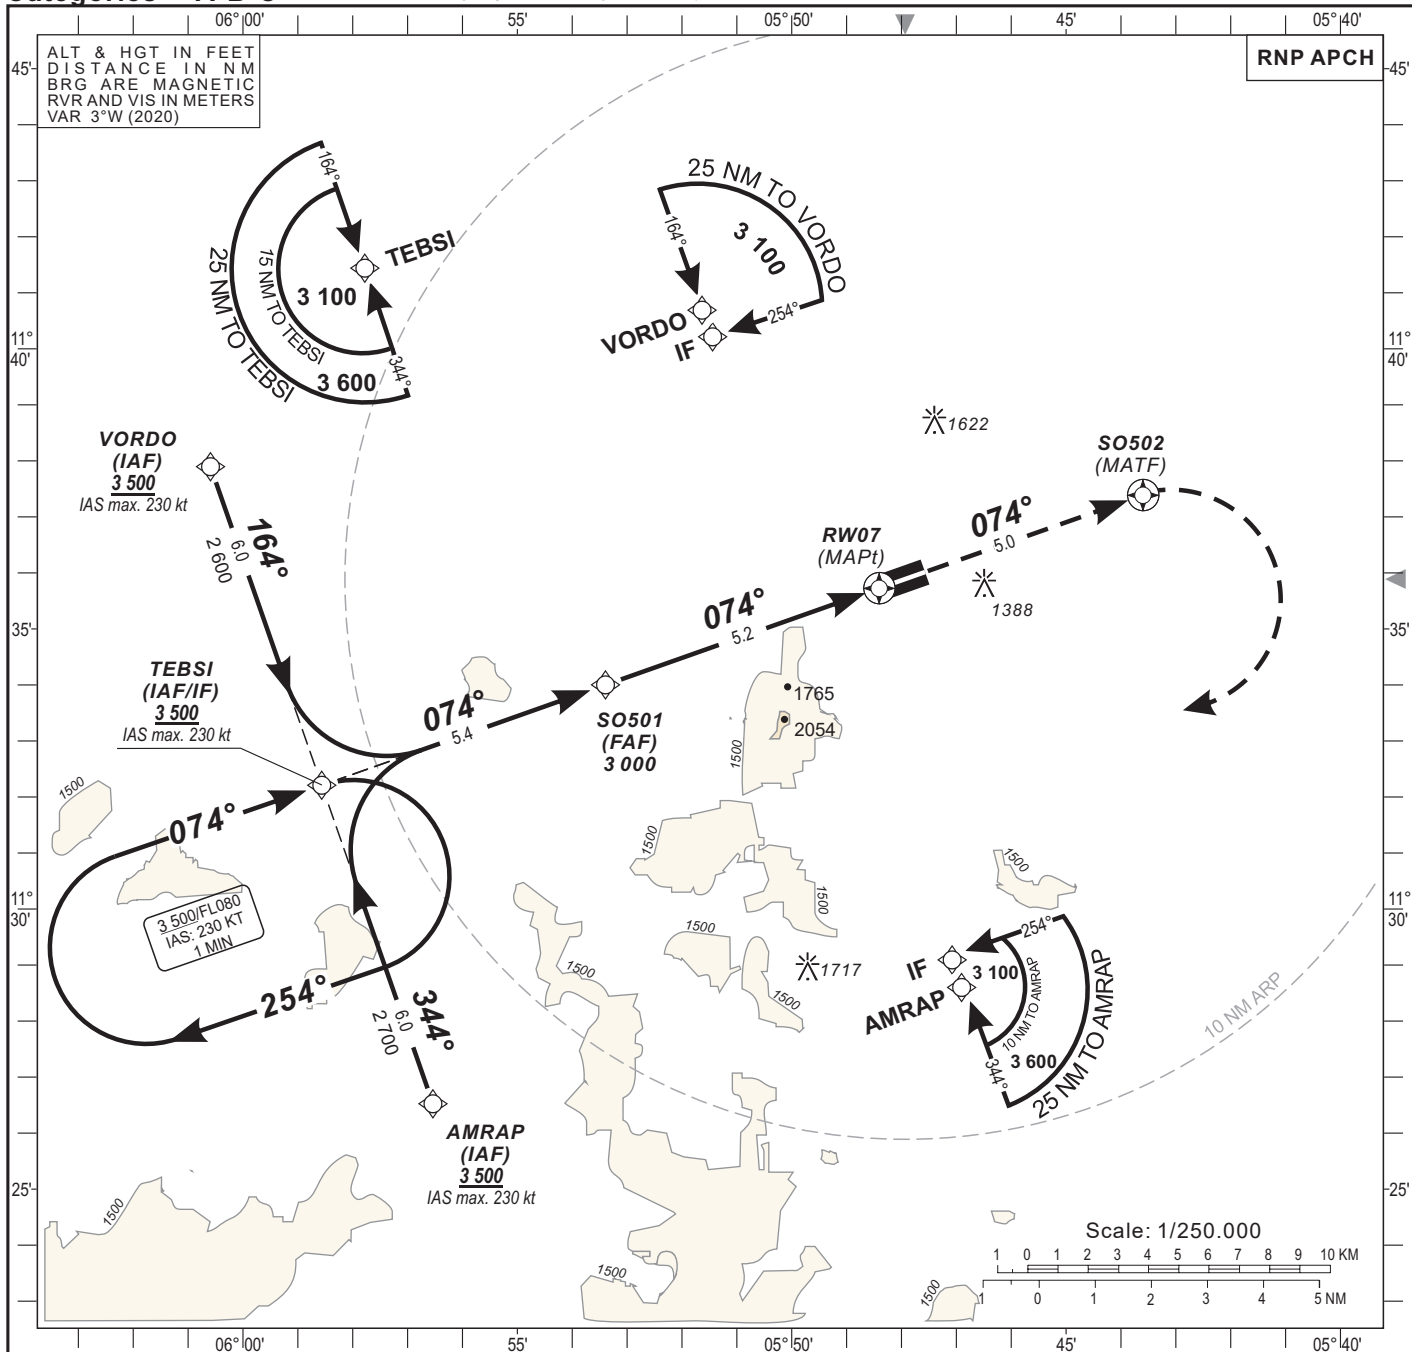 06° 00'
55'
05° 50'
45'
05° 40'
ALT & HGT IN FEET
DISTANCE IN NM
BRG ARE MAGNETIC
RVR AND VIS IN METERS
VAR 3°W (2020)
RNP APCH
45'
45'
164°
TEBSI
25 NM TO TEBSI
15 NM TO TEBSI
3 100
3 600
344°
25 NM TO VORDO
3 100
164°
254°
VORDO
IF
11°
40'
11°
40'
VORDO
(IAF)
3 500
IAS max. 230 kt
164°
6.0
2 600
1622
SO502
(MATF)
074°
5.0
RW07
(MAPt)
1388
35'
35'
074°
5.2
TEBSI
(IAF/IF)
3 500
IAS max. 230 kt
074°
5.4
SO501
(FAF)
3 000
1765
2054
1500
1500
074°
1500
1500
1500
11°
30'
11°
30'
3 500/FL080
IAS: 230 KT
1 MIN
254°
344°
6.0
2 700
1500
1500
1500
1717
254°
IF
AMRAP
3 100
10 NM TO AMRAP
3 600
25 NM TO AMRAP
344°
10 NM ARP
AMRAP
(IAF)
3 500
IAS max. 230 kt
25'
25'
1500
1500
1500
Scale: 1/250.000
1 0 1 2 3 4 5 6 7 8 9 10 KM
1 0 1 2 3 4 5 NM
06° 00'
55'
05° 50'
45'
05° 40'